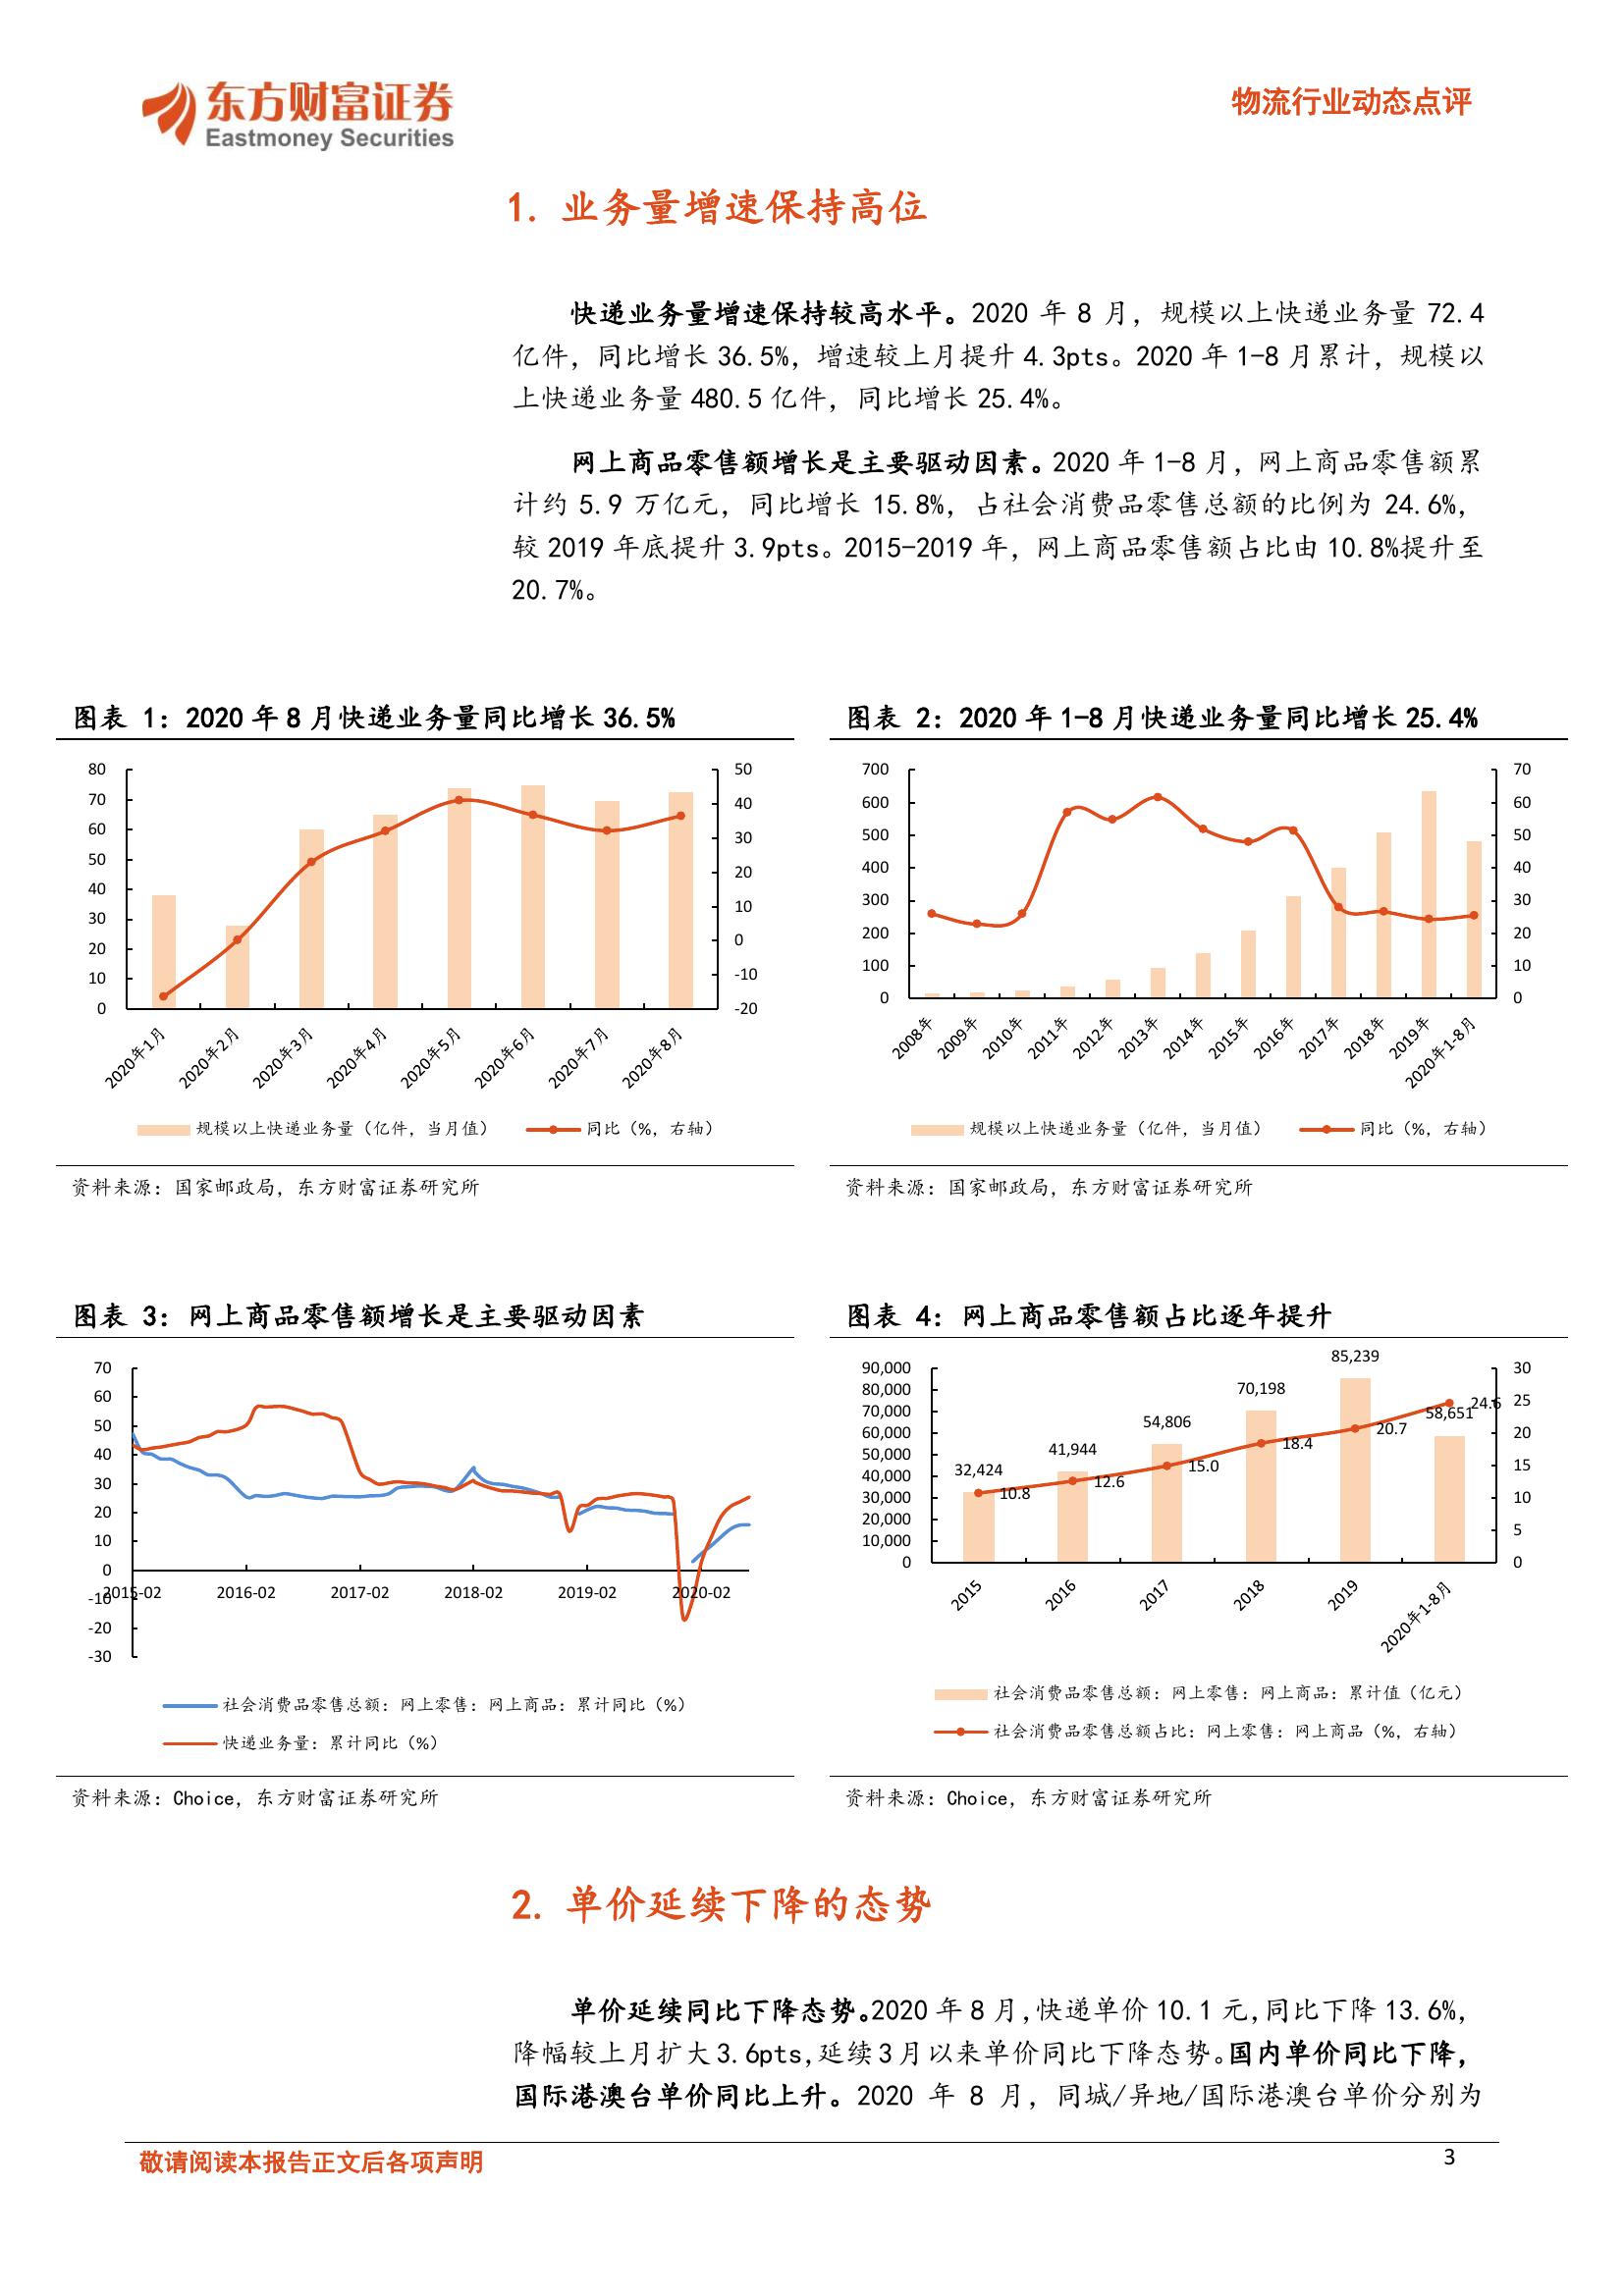 东方财富证券
Eastmoney Securities
物流行业动态点评
1. 业务量增速保持高位
快递业务量增速保持较高水平。2020 年 8 月，规模以上快递业务量 72.4
亿件，同比增长 36.5%，增速较上月提升 4.3pts。2020 年 1-8 月累计，规模以
上快递业务量 480.5 亿件，同比增长 25.4%。
网上商品零售额增长是主要驱动因素。2020 年 1-8 月，网上商品零售额累
计约 5.9 万亿元，同比增长 15.8%，占社会消费品零售总额的比例为 24.6%，
较 2019 年底提升 3.9pts。2015-2019 年，网上商品零售额占比由 10.8%提升至
20.7%。
图表 1：2020 年 8 月快递业务量同比增长 36.5%
80
70
60
50
40
30
20
10
0
50
40
30
20
10
0
-10
-20
2020年1月
2020年2月
2020年3月
2020年4月
2020年5月
2020年6月
2020年7月
2020年8月
规模以上快递业务量（亿件，当月值）
同比（%，右轴）
资料来源：国家邮政局，东方财富证券研究所
图表 2：2020 年 1-8 月快递业务量同比增长 25.4%
700
600
500
400
300
200
100
0
70
60
50
40
30
20
10
0
2008年
2009年
2010年
2011年
2012年
2013年
2014年
2015年
2016年
2017年
2018年
2019年
2020年1-8月
规模以上快递业务量（亿件，当月值）
同比（%，右轴）
资料来源：国家邮政局，东方财富证券研究所
图表 3：网上商品零售额增长是主要驱动因素
70
60
50
40
30
20
10
0
-10
-20
-30
2015-02
2016-02
2017-02
2018-02
2019-02
2020-02
社会消费品零售总额：网上零售：网上商品：累计同比（%）
快递业务量：累计同比（%）
资料来源：Choice，东方财富证券研究所
图表 4：网上商品零售额占比逐年提升
90,000
80,000
70,000
60,000
50,000
40,000
30,000
20,000
10,000
0
32,424
41,944
54,806
70,198
85,239
58,651
10.8
12.6
15.0
18.4
20.7
24.6
30
25
20
15
10
5
0
2015
2016
2017
2018
2019
2020年1-8月
社会消费品零售总额：网上零售：网上商品：累计值（亿元）
社会消费品零售总额占比：网上零售：网上商品（%，右轴）
资料来源：Choice，东方财富证券研究所
2. 单价延续下降的态势
单价延续同比下降态势。2020 年 8 月,快递单价 10.1 元,同比下降 13.6%,
降幅较上月扩大 3.6pts,延续 3 月以来单价同比下降态势。国内单价同比下降,
国际港澳台单价同比上升。2020 年 8 月，同城/异地/国际港澳台单价分别为
敬请阅读本报告正文后各项声明
3